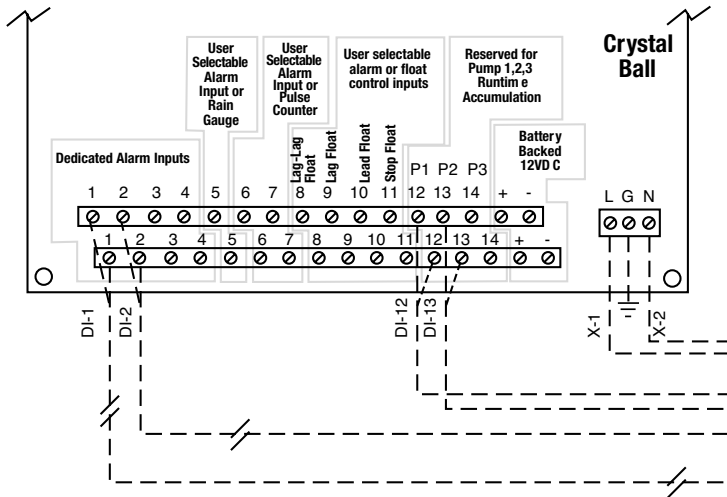 Crystal
Ball
User
Selectable
Alarm
Input or
Rain
Gauge
User
Selectable
Alarm
Input or
Pulse
Counter
User selectable
alarm or float
control inputs
Reserved for
Pump 1,2,3
Runtim e
Accumulation
Battery
Backed
12VD C
Dedicated Alarm Inputs
Lag-Lag
Float
Lag Float
Lead Float
Stop Float
P1 P2 P3
1 2 3 4 5 6 7 8 9 10 11 12 13 14 + -
1 2 3 4 5 6 7 8 9 10 11 12 13 14 + -
L G N
DI-1
DI-2
DI-12
DI-13
X-1
X-2